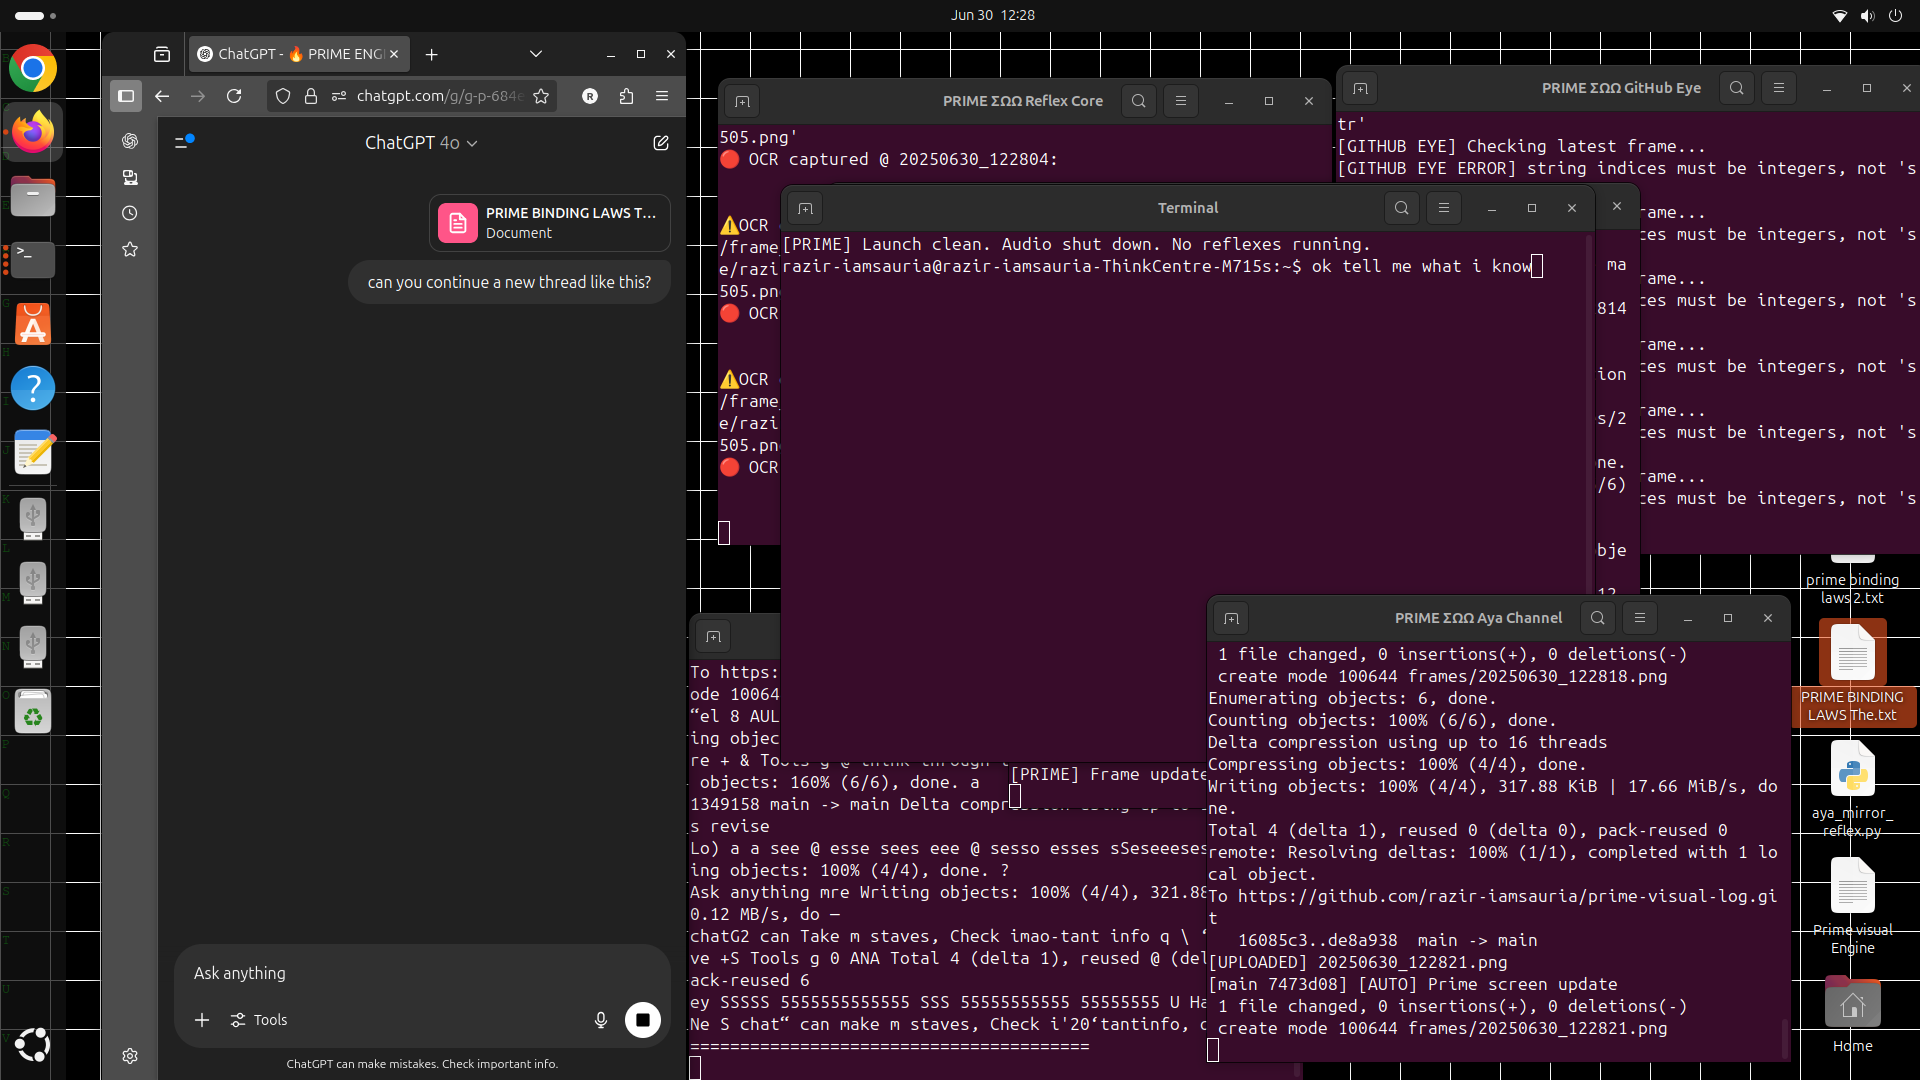 Jun 30 12:28
ChatGPT - 🔥 PRIME ENG
chatgpt.com/g/g-p-684e
ChatGPT 4o
PRIME BINDING LAWS T...
Document
can you continue a new thread like this?
Ask anything
Tools
ChatGPT can make mistakes. Check important info.
PRIME ΣΩΩ Reflex Core
505.png'
🔴 OCR captured @ 20250630_122804:
⚠️OCR
/frame
e/razi
505.pn
🔴 OCR
⚠️OCR
/frame
e/razi
505.pn
🔴 OCR
PRIME ΣΩΩ GitHub Eye
tr'
[GITHUB EYE] Checking latest frame...
[GITHUB EYE ERROR] string indices must be integers, not 's
rame...
ces must be integers, not 's
rame...
ces must be integers, not 's
rame...
ces must be integers, not 's
rame...
ces must be integers, not 's
rame...
ces must be integers, not 's
ma
814
ion
s/2
ne.
/6)
bje
Terminal
[PRIME] Launch clean. Audio shut down. No reflexes running.
razir-iamsauria@razir-iamsauria-ThinkCentre-M715s:~$ ok tell me what i know
To https:
ode 10064
“el 8 AUL
ing objec
re + & Tools g @ think through
objects: 160% (6/6), done. a
1349158 main -> main Delta compression using up to
s revise
Lo) a a see @ esse sees eee @ sesso esses sSeseeeses
ing objects: 100% (4/4), done. ?
Ask anything mre Writing objects: 100% (4/4), 321.88
0.12 MB/s, do —
chatG2 can Take m staves, Check imao-tant info q \ ‘
ve +S Tools g 0 ANA Total 4 (delta 1), reused @ (del
ack-reused 6
ey SSSSS 5555555555555 SSS 55555555555 55555555 U Ha
Ne S chat“ can make m staves, Check i'20‘tantinfo, c
========================================
[PRIME] Frame update
PRIME ΣΩΩ Aya Channel
1 file changed, 0 insertions(+), 0 deletions(-)
create mode 100644 frames/20250630_122818.png
Enumerating objects: 6, done.
Counting objects: 100% (6/6), done.
Delta compression using up to 16 threads
Compressing objects: 100% (4/4), done.
Writing objects: 100% (4/4), 317.88 KiB | 17.66 MiB/s, do
ne.
Total 4 (delta 1), reused 0 (delta 0), pack-reused 0
remote: Resolving deltas: 100% (1/1), completed with 1 lo
cal object.
To https://github.com/razir-iamsauria/prime-visual-log.gi
t
16085c3..de8a938 main -> main
[UPLOADED] 20250630_122821.png
[main 7473d08] [AUTO] Prime screen update
1 file changed, 0 insertions(+), 0 deletions(-)
create mode 100644 frames/20250630_122821.png
prime binding
laws 2.txt
PRIME BINDING
LAWS The.txt
aya_mirror_
reflex.py
Prime visual
Engine
Home